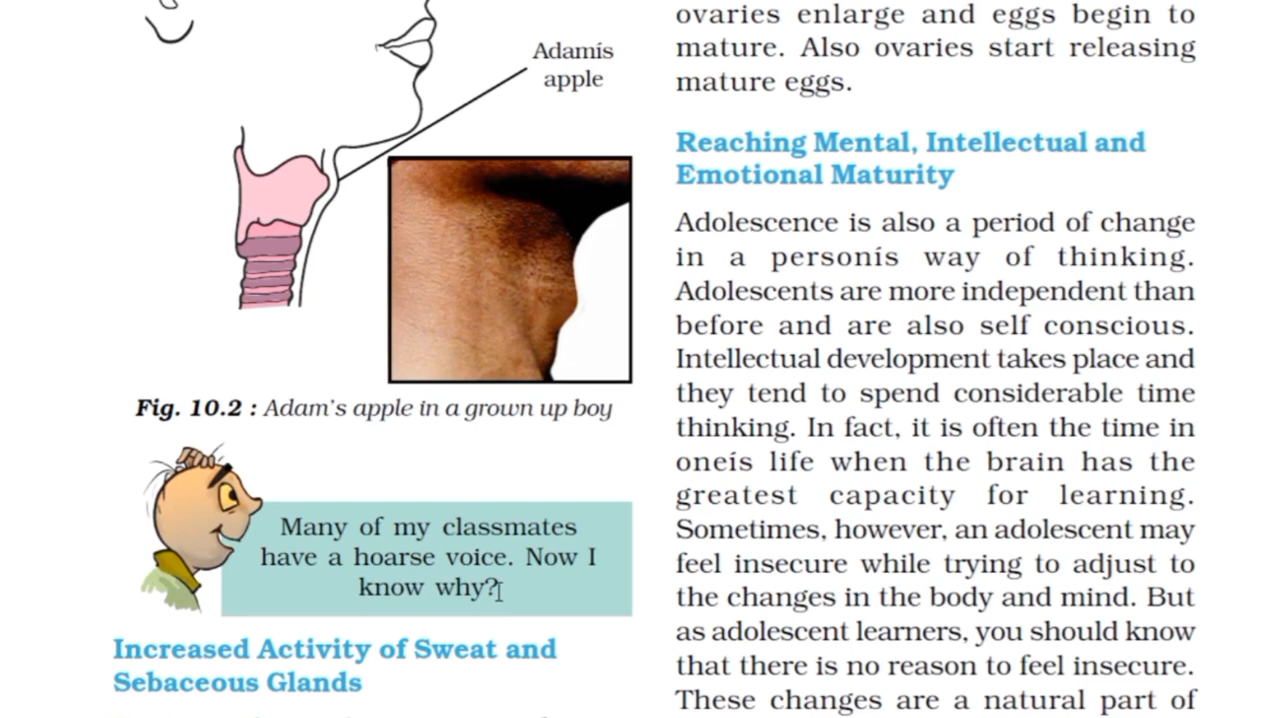 Adamís
apple
Fig. 10.2 : Adam's apple in a grown up boy
Many of my classmates
have a hoarse voice. Now I
know why?
Increased Activity of Sweat and
Sebaceous Glands
ovaries enlarge and eggs begin to
mature. Also ovaries start releasing
mature eggs.
Reaching Mental, Intellectual and
Emotional Maturity
Adolescence is also a period of change
in a personís way of thinking.
Adolescents are more independent than
before and are also self conscious.
Intellectual development takes place and
they tend to spend considerable time
thinking. In fact, it is often the time in
oneís life when the brain has the
greatest capacity for learning.
Sometimes, however, an adolescent may
feel insecure while trying to adjust to
the changes in the body and mind. But
as adolescent learners, you should know
that there is no reason to feel insecure.
These changes are a natural part of